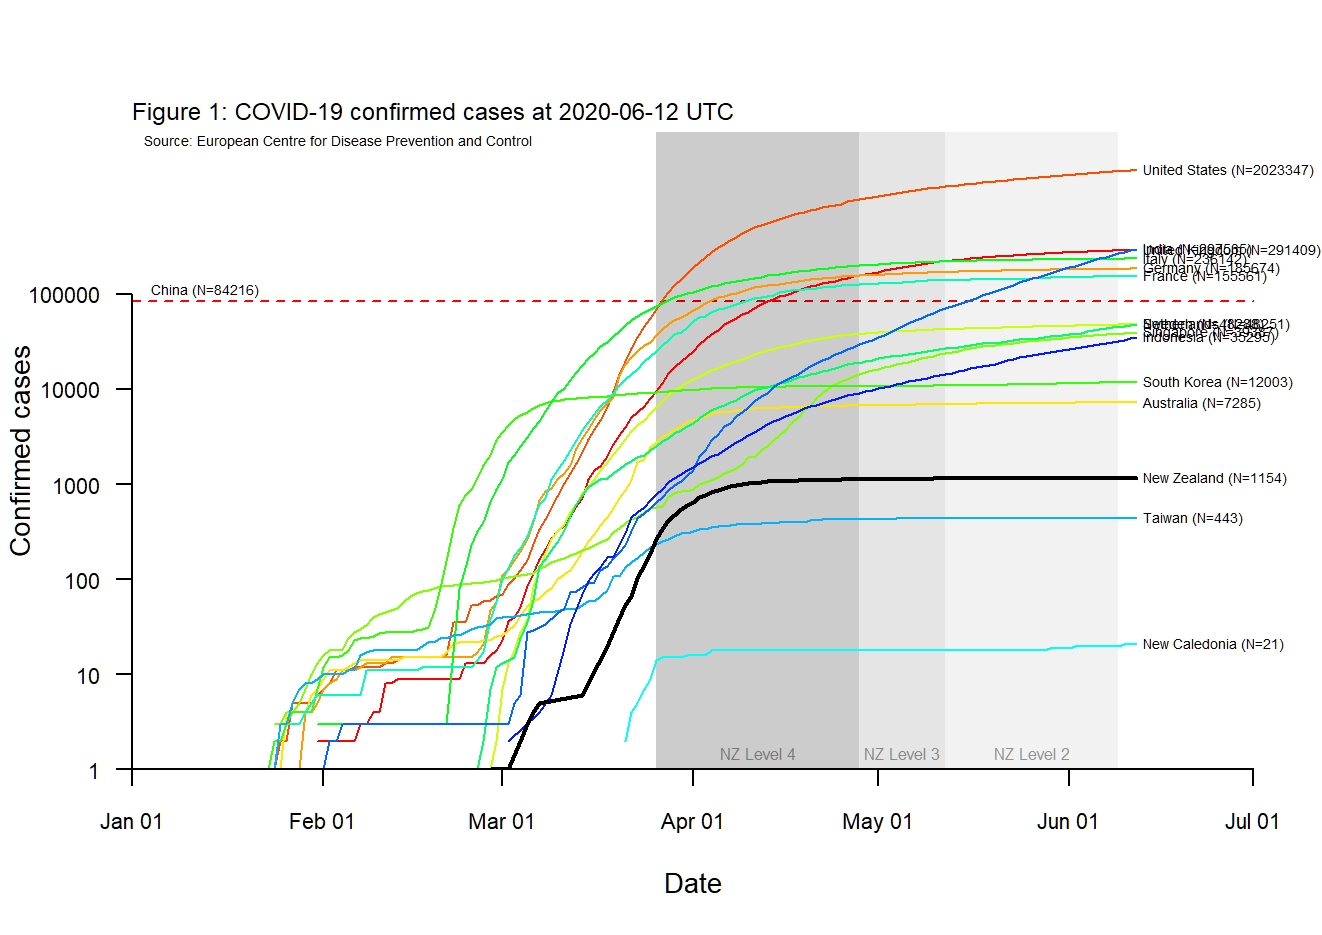 Figure 1: COVID-19 confirmed cases at 2020-06-12 UTC
Source: European Centre for Disease Prevention and Control
United States (N=2023347)
India (N=297535)
United Kingdom (N=291409)
Italy (N=236142)
Germany (N=185674)
France (N=155561)
100000
China (N=84216)
Indonesia (N=35295)
10000
South Korea (N=12003)
Australia (N=7285)
1000
New Zealand (N=1154)
Taiwan (N=443)
100
10
New Caledonia (N=21)
1
NZ Level 4
NZ Level 3
NZ Level 2
Confirmed cases
Jan 01
Feb 01
Mar 01
Apr 01
May 01
Jun 01
Jul 01
Date